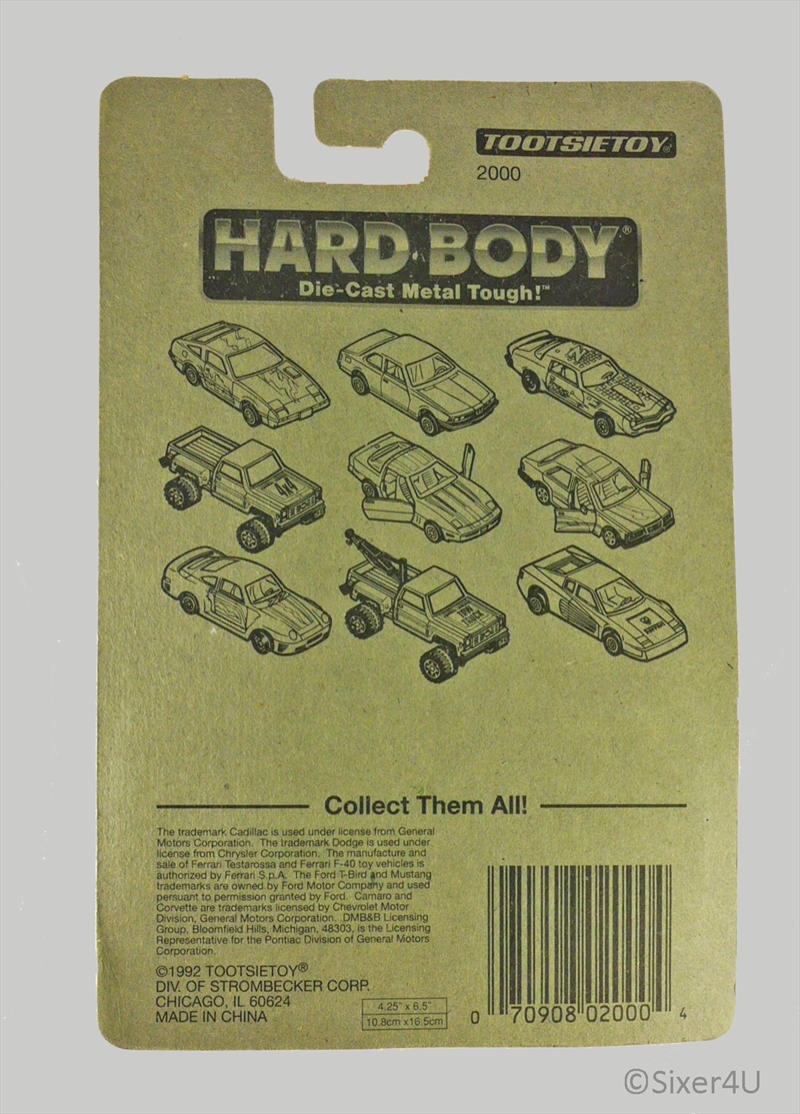 TOOTSIETOY®
2000
HARD BODY®
Die-Cast Metal Tough!™
4x4
TOW
TRUCK
FERRARI
Collect Them All!
The trademark Cadillac is used under license from General
Motors Corporation. The trademark Dodge is used under
license from Chrysler Corporation. The manufacture and
sale of Ferrari Testarossa and Ferrari F-40 toy vehicles is
authorized by Ferrari S.p.A. The Ford T-Bird and Mustang
trademarks are owned by Ford Motor Company and used
persuant to permission granted by Ford. Camaro and
Corvette are trademarks licensed by Chevrolet Motor
Division, General Motors Corporation. DMB&B Licensing
Group, Bloomfield Hills, Michigan, 48303, is the Licensing
Representative for the Pontiac Division of General Motors
Corporation.
©1992 TOOTSIETOY®
DIV. OF STROMBECKER CORP.
CHICAGO, IL 60624
MADE IN CHINA
4.25" x 6.5"
10.8cm x16.5cm
0 70908 02000 4
©Sixer4U